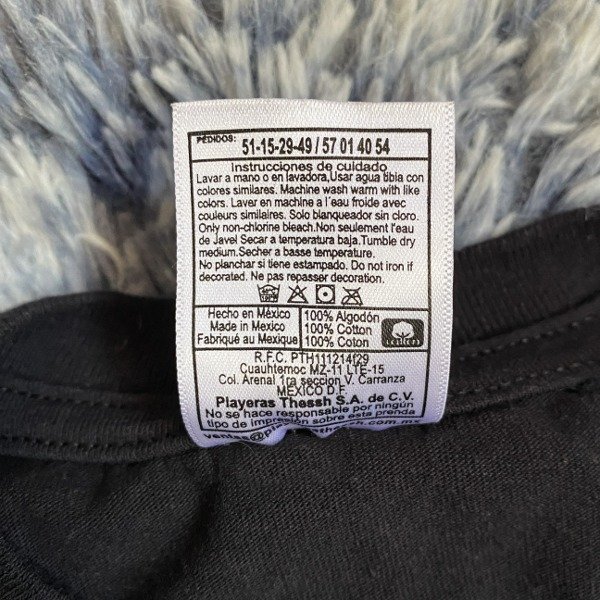 PEDIDOS: 51-15-29-49 / 57 01 40 54
Instrucciones de cuidado
Lavar a mano o en lavadora,Usar agua tibia con
colores similares. Machine wash warm with like
colors. Laver en machine a l'eau froide avec
couleurs similaires. Solo blanqueador sin cloro.
Only non-chlorine bleach. Non seulement l'eau
de Javel Secar a temperatura baja.Tumble dry
medium.Secher a basse temperature.
No planchar si tiene estampado. Do not iron if
decorated. Ne pas repasser decoration.
Hecho en México 100% Algodón
Made in Mexico 100% Cotton
Fabriqué au Mexique 100% Coton
cotton
R.F.C. PTH111214f29
Cuauhtemoc MZ-11 LTE-15
Col. Arenal 1ra seccion V. Carranza
MEXICO D.F.
Playeras Thessh S.A. de C.V.
No se hace responsable por ningún
tipo de impresión sobre esta prenda